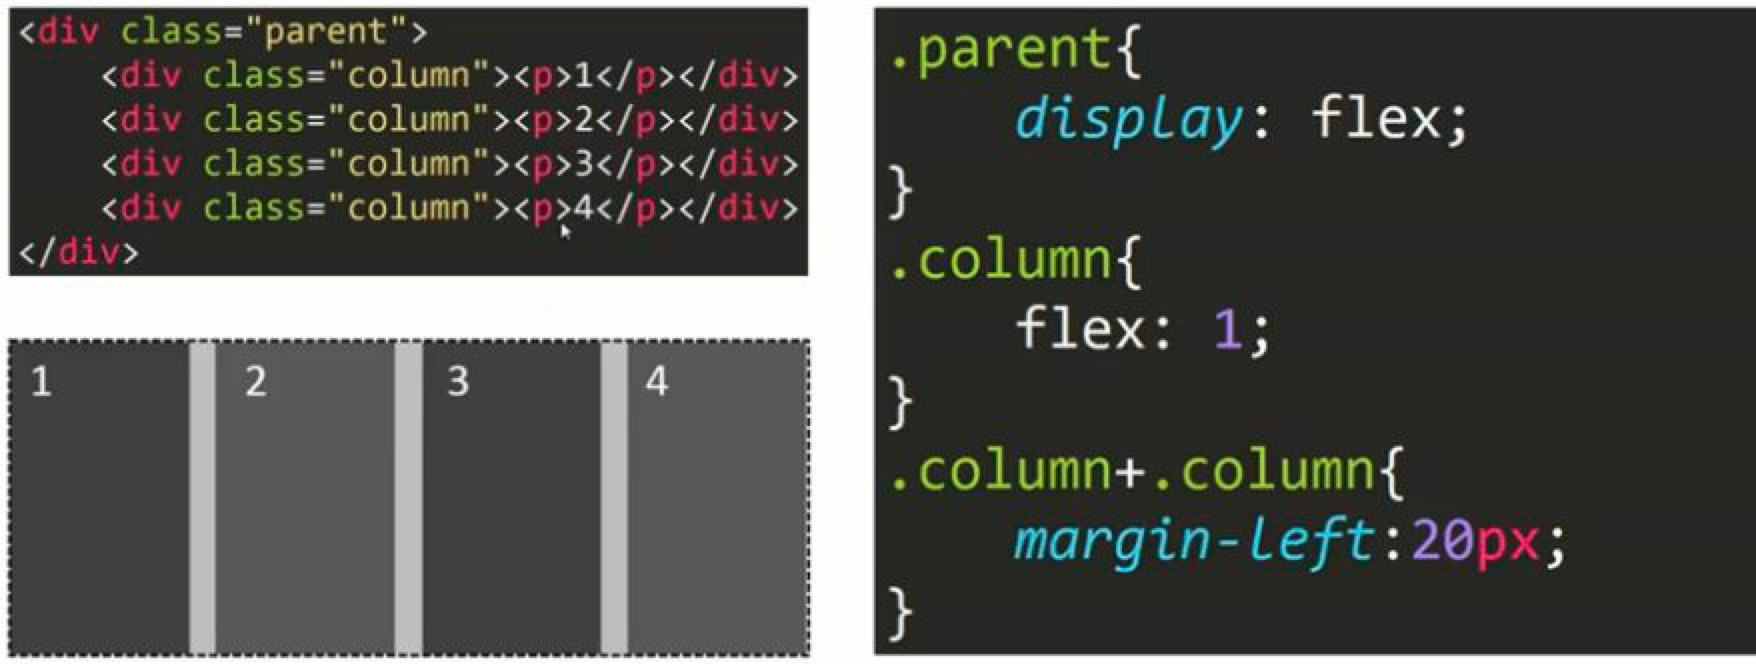 <div class="parent">
    <div class="column"><p>1</p></div>
    <div class="column"><p>2</p></div>
    <div class="column"><p>3</p></div>
    <div class="column"><p>4</p></div>
</div>
1 2 3 4
.parent{
    display: flex;
}
.column{
    flex: 1;
}
.column+.column{
    margin-left:20px;
}